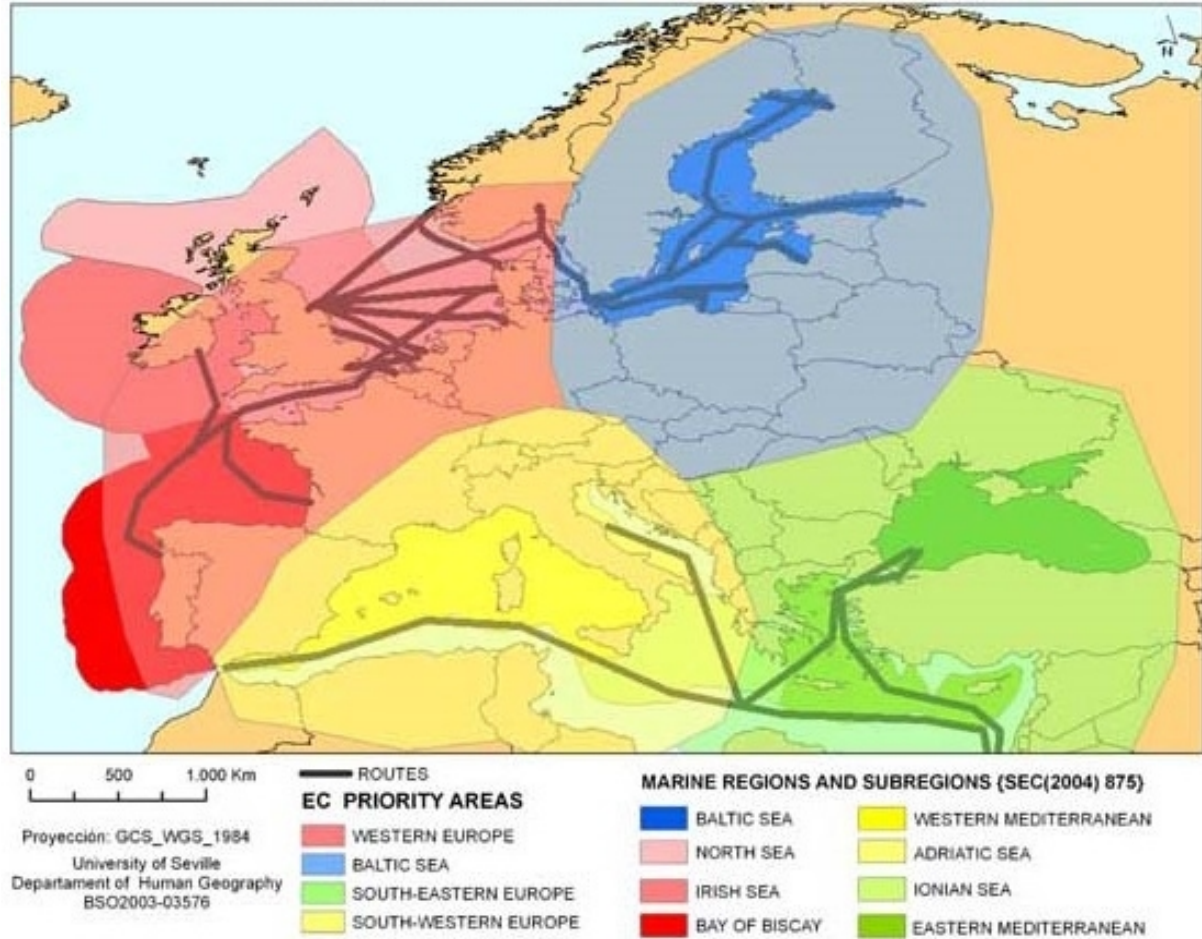 N
0 500 1.000 Km
Proyección: GCS_WGS_1984
University of Seville
Departament of Human Geography
BSO2003-03576
ROUTES
EC PRIORITY AREAS
WESTERN EUROPE
BALTIC SEA
SOUTH-EASTERN EUROPE
SOUTH-WESTERN EUROPE
MARINE REGIONS AND SUBREGIONS {SEC(2004) 875}
BALTIC SEA
NORTH SEA
IRISH SEA
BAY OF BISCAY
WESTERN MEDITERRANEAN
ADRIATIC SEA
IONIAN SEA
EASTERN MEDITERRANEAN